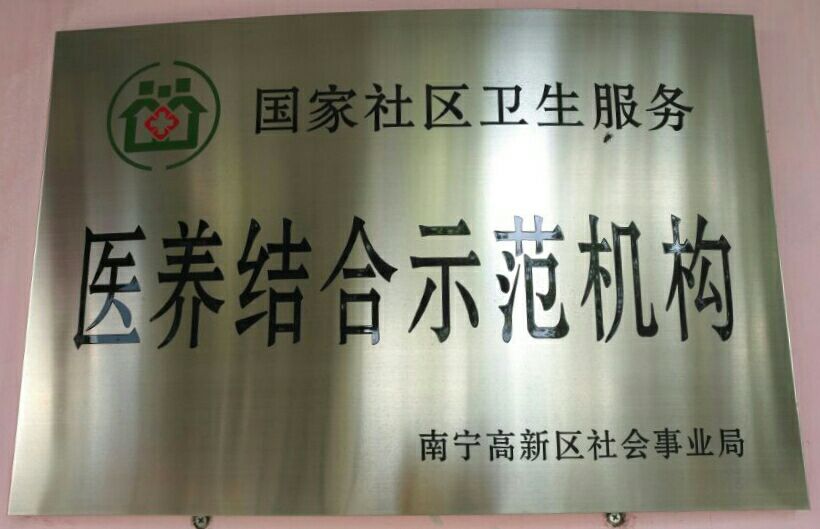 国家社区卫生服务
医养结合示范机构
南宁高新区社会事业局